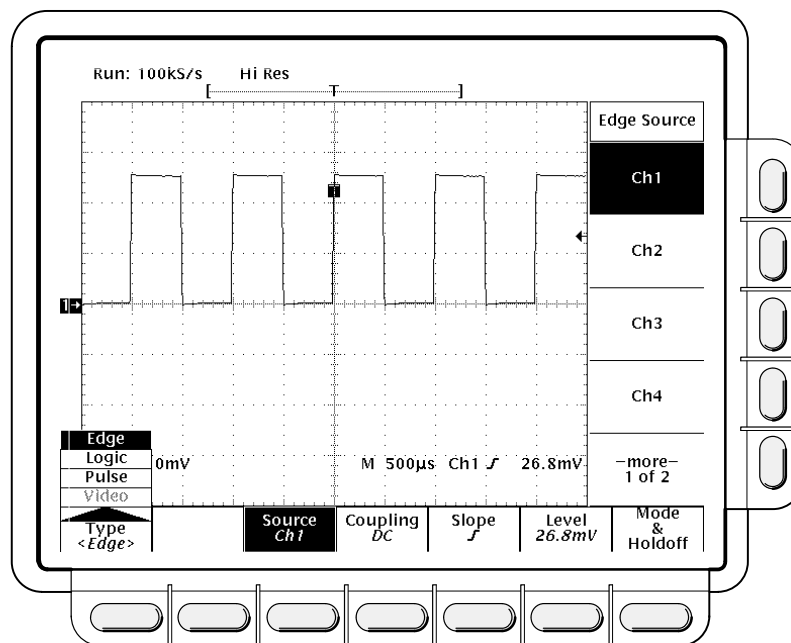 Run: 100kS/s Hi Res
[ T ]
Edge Source
Ch1
Ch2
Ch3
Ch4
–more–
1 of 2
1
Edge
Logic
Pulse
Video
0mV M 500µs Ch1 26.8mV
Type
<Edge>
Source
Ch1
Coupling
DC
Slope
Level
26.8mV
Mode
&
Holdoff